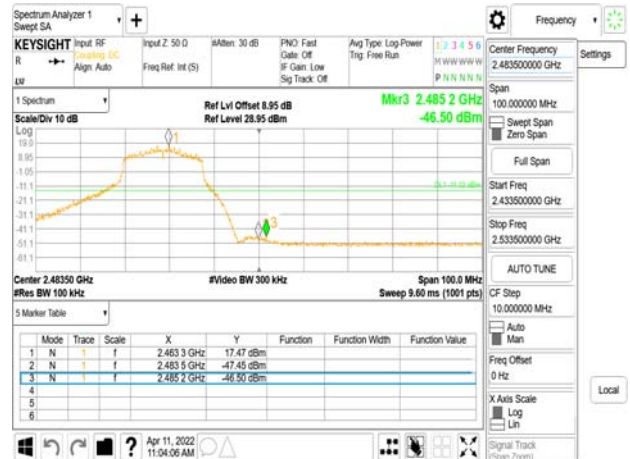 Spectrum Analyzer 1
Swept SA
Frequency
KEYSIGHT Input: RF Input Z: 50 Ω #Atten: 30 dB PNO: Fast Avg Type: Log-Power 1 2 3 4 5 6
R Coupling: DC Gate: Off Trig: Free Run M W W W W W
Align: Auto Freq Ref: Int (S) IF Gain: Low P N N N N N
Sig Track: Off
1 Spectrum
Scale/Div 10 dB
Ref Lvl Offset 8.95 dB
Ref Level 28.95 dBm
Mkr3 2.485 2 GHz
-46.50 dBm
Log
19.0
8.95
-1.05
-11.1
-21.1
-31.1
-41.1
-51.1
-61.1
1
3
Center 2.48350 GHz #Video BW 300 kHz Span 100.0 MHz
#Res BW 100 kHz Sweep 9.60 ms (1001 pts)
5 Marker Table
Mode Trace Scale X Y Function Function Width Function Value
1 N 1 f 2.463 3 GHz 17.47 dBm
2 N 1 f 2.483 5 GHz -47.45 dBm
3 N 1 f 2.485 2 GHz -46.50 dBm
4
5
6
?
Apr 11, 2022
11:04:06 AM
Center Frequency
2.483500000 GHz
Settings
Span
100.000000 MHz
Swept Span
Zero Span
Full Span
Start Freq
2.433500000 GHz
Stop Freq
2.533500000 GHz
AUTO TUNE
CF Step
10.000000 MHz
Auto
Man
Freq Offset
0 Hz
X Axis Scale
Log
Lin
Local
Signal Track
(Span Zoom)